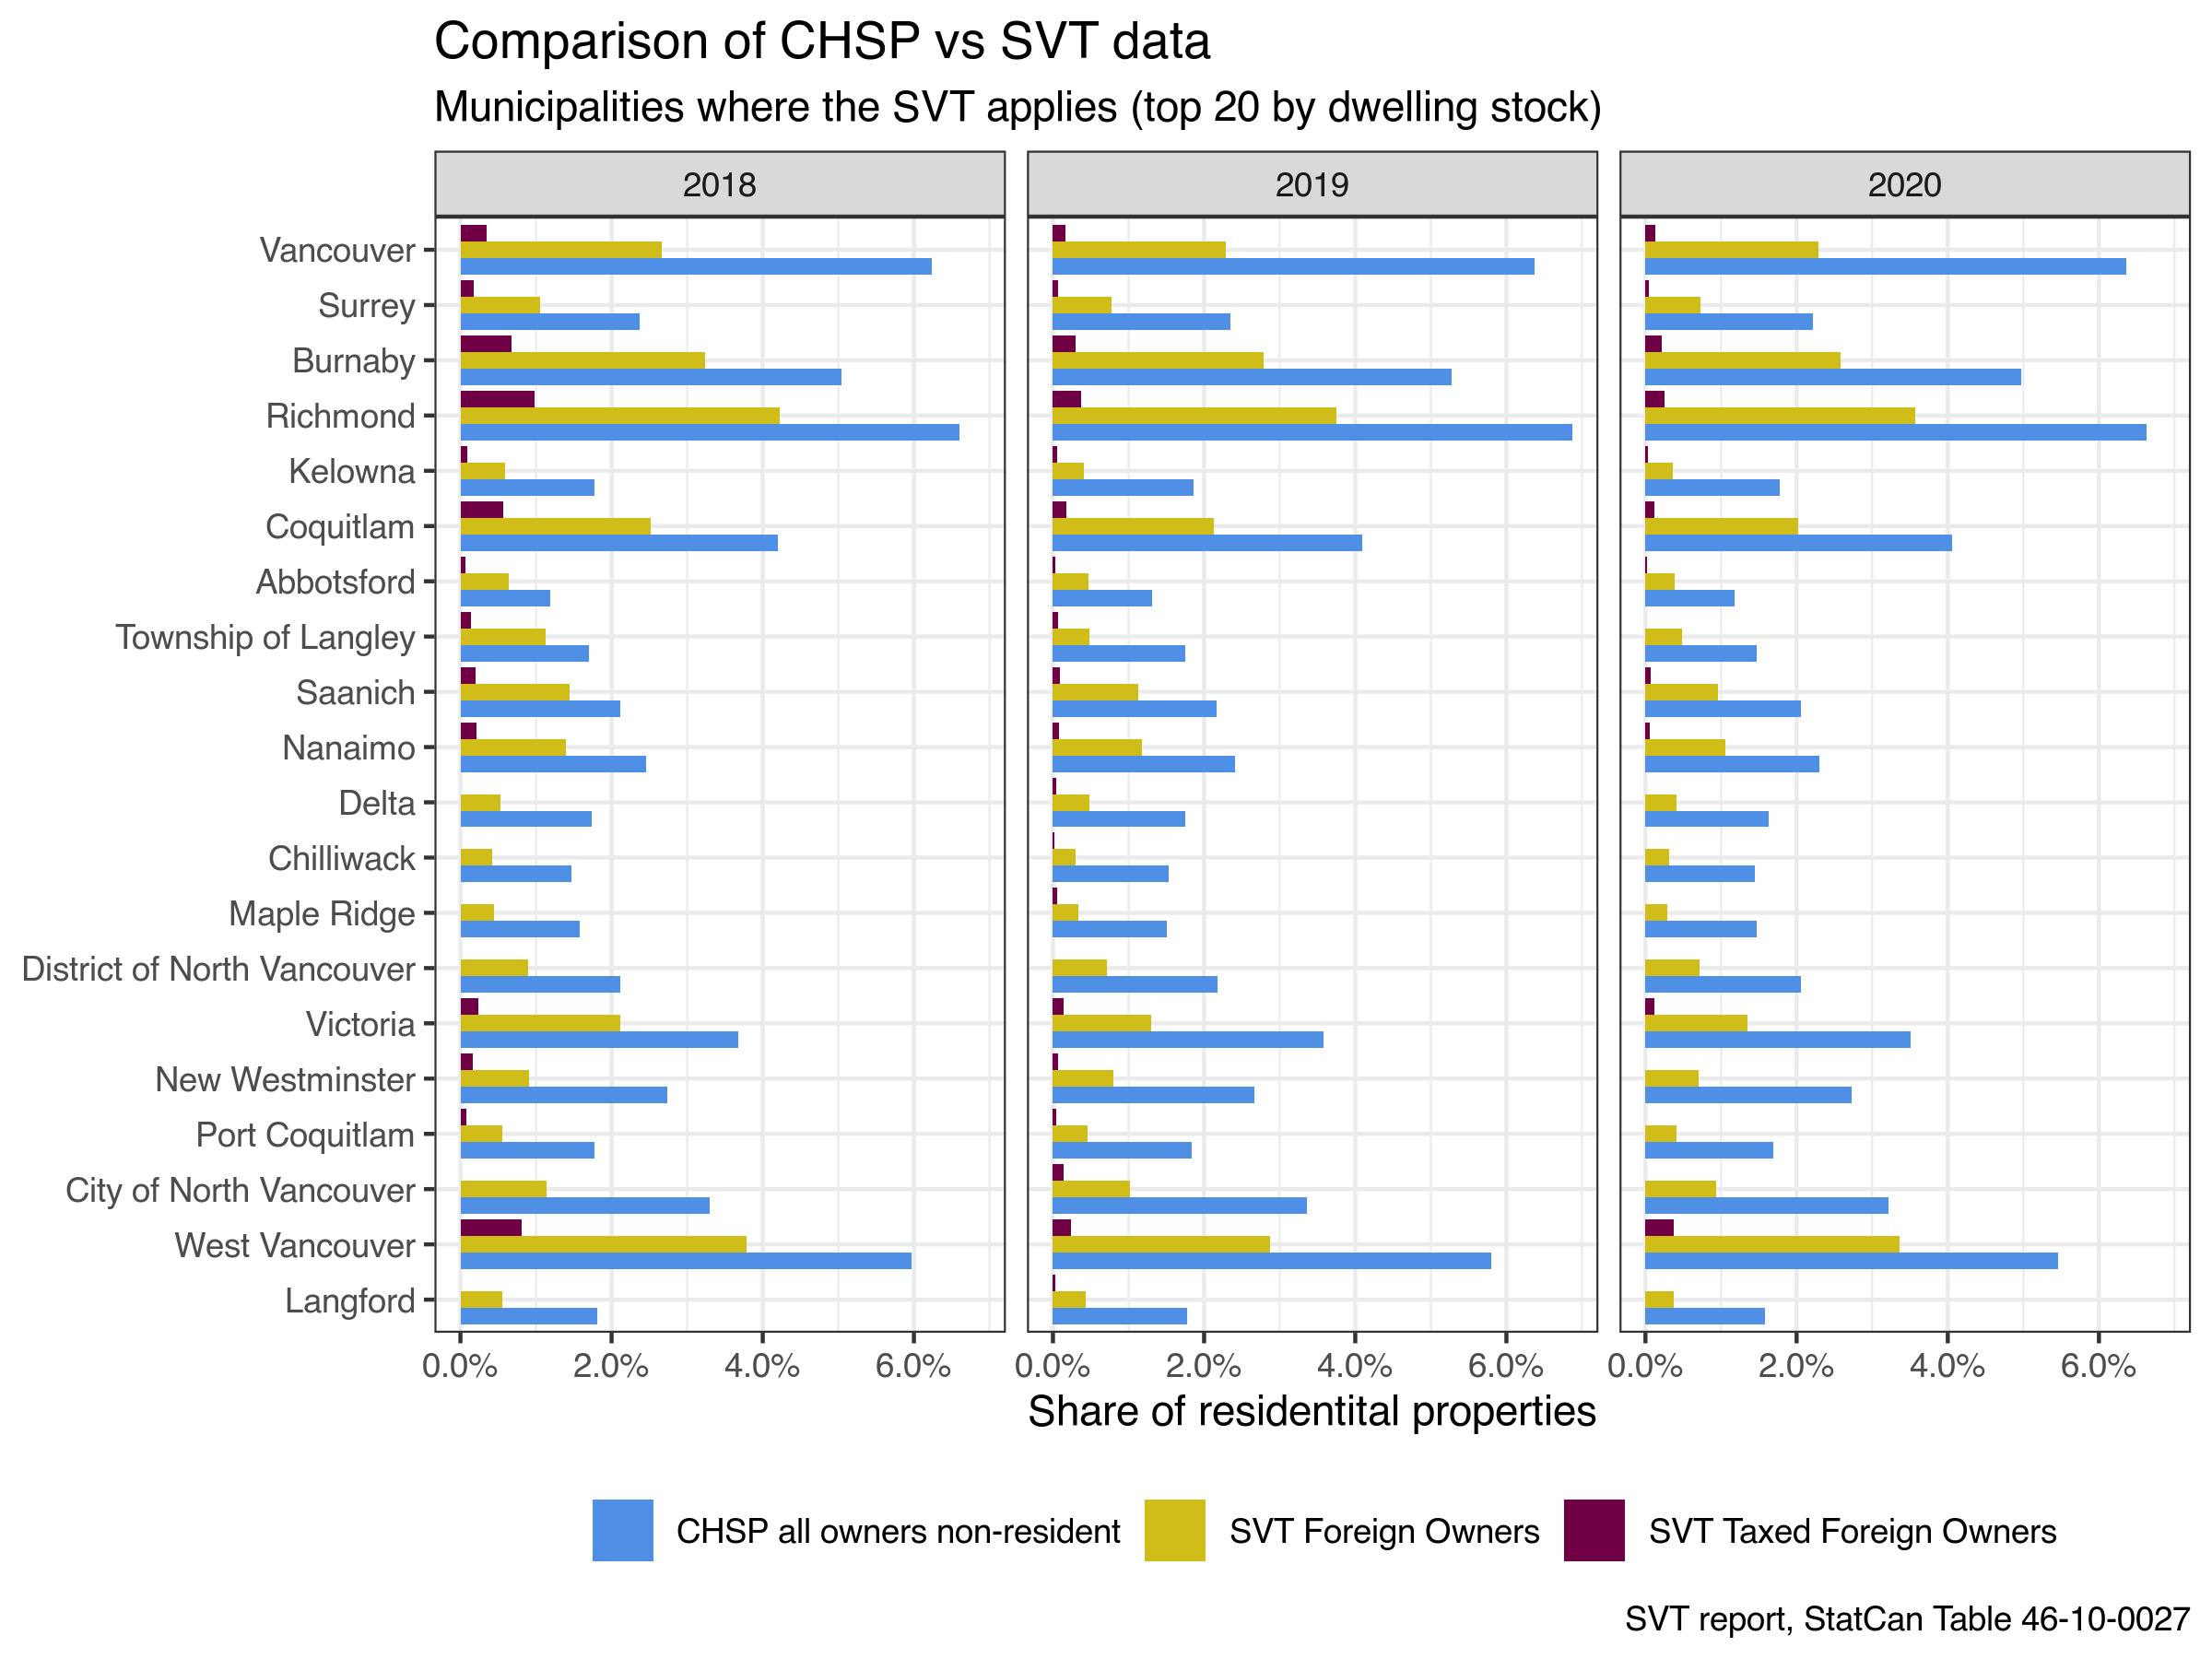 Comparison of CHSP vs SVT data
Municipalities where the SVT applies (top 20 by dwelling stock)
2018
2019
2020
Vancouver
Surrey
Burnaby
Richmond
Kelowna
Coquitlam
Abbotsford
Township of Langley
Saanich
Nanaimo
Delta
Chilliwack
Maple Ridge
District of North Vancouver
Victoria
New Westminster
Port Coquitlam
City of North Vancouver
West Vancouver
Langford
0.0% 2.0% 4.0% 6.0%
0.0% 2.0% 4.0% 6.0%
0.0% 2.0% 4.0% 6.0%
Share of residentital properties
CHSP all owners non-resident
SVT Foreign Owners
SVT Taxed Foreign Owners
SVT report, StatCan Table 46-10-0027